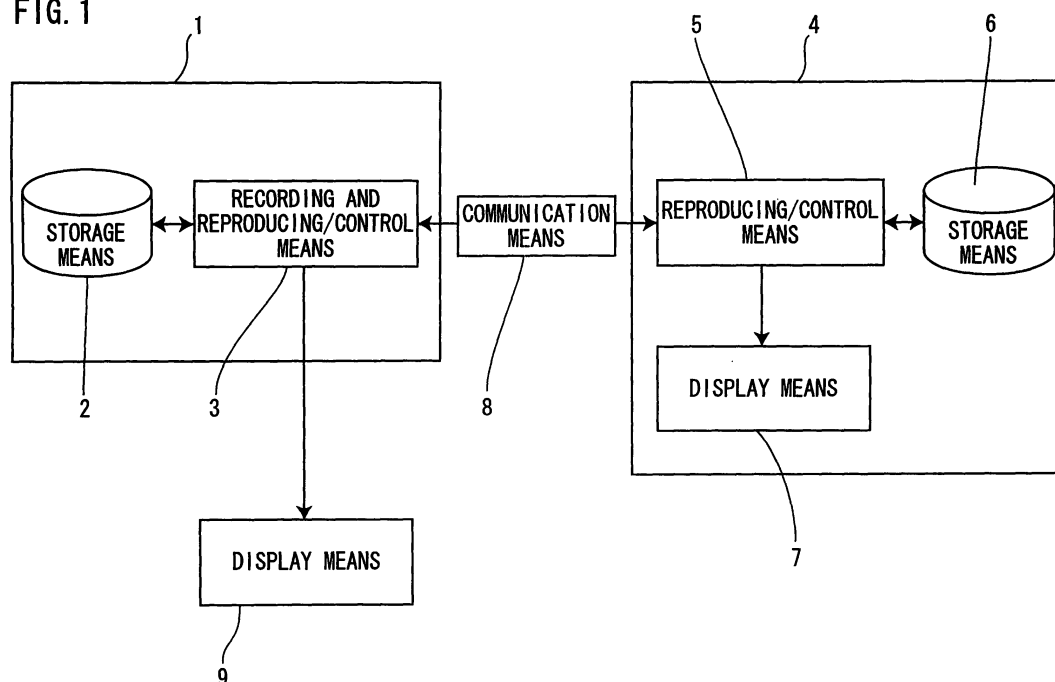 FIG. 1
1
4
5
6
STORAGE
MEANS
RECORDING AND
REPRODUCING/CONTROL
MEANS
COMMUNICATION
MEANS
REPRODUCING/CONTROL
MEANS
STORAGE
MEANS
2
3
8
DISPLAY MEANS
7
DISPLAY MEANS
9